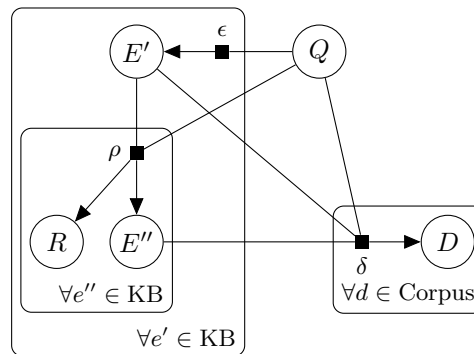 ϵ
E′
Q
ρ
R
E′′
D
δ
∀e′′ ∈ KB
∀d ∈ Corpus
∀e′ ∈ KB